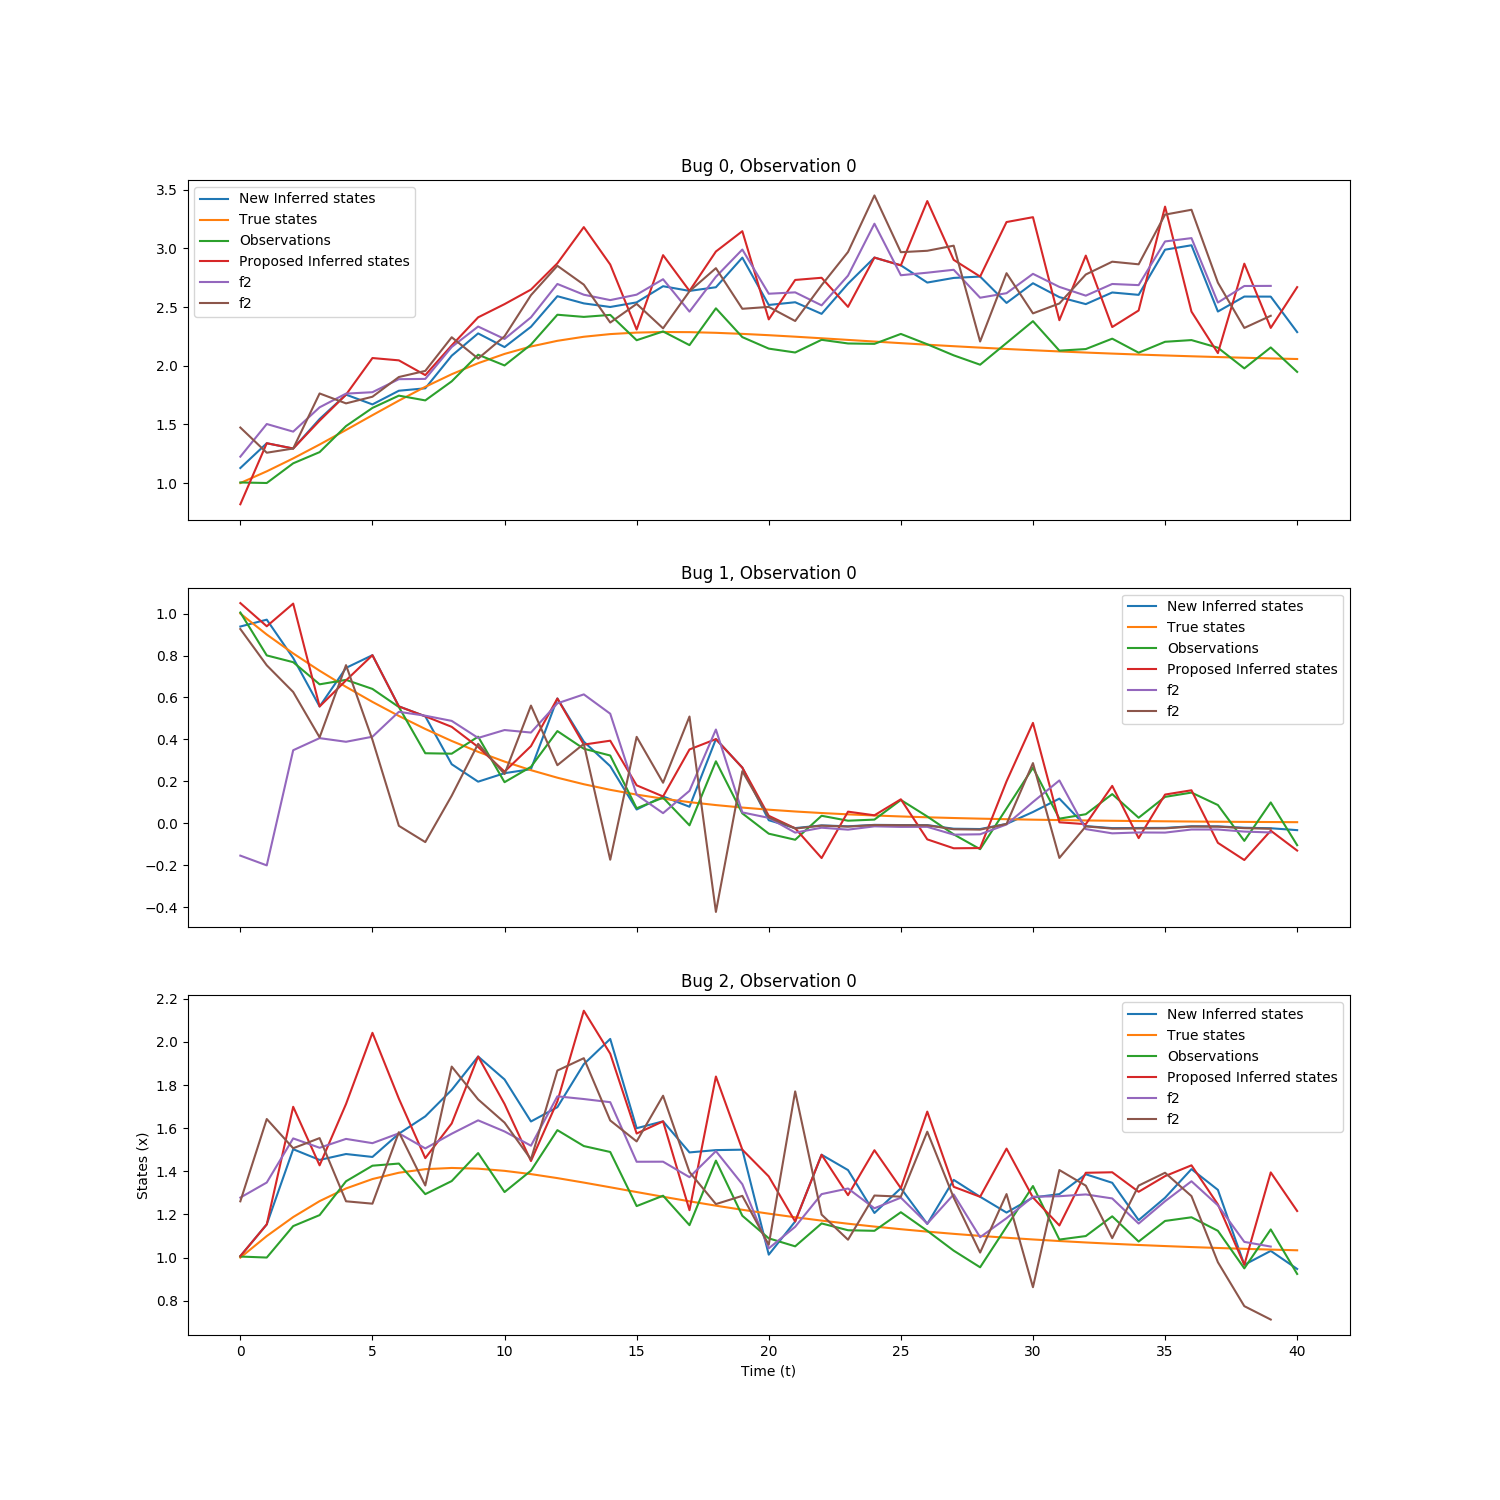 Bug 0, Observation 0
3.5
3.0
2.5
2.0
1.5
1.0
New Inferred states
True states
Observations
Proposed Inferred states
f2
f2
Bug 1, Observation 0
1.0
0.8
0.6
0.4
0.2
0.0
−0.2
−0.4
New Inferred states
True states
Observations
Proposed Inferred states
f2
f2
Bug 2, Observation 0
States (x)
2.2
2.0
1.8
1.6
1.4
1.2
1.0
0.8
New Inferred states
True states
Observations
Proposed Inferred states
f2
f2
0 5 10 15 20 25 30 35 40
Time (t)